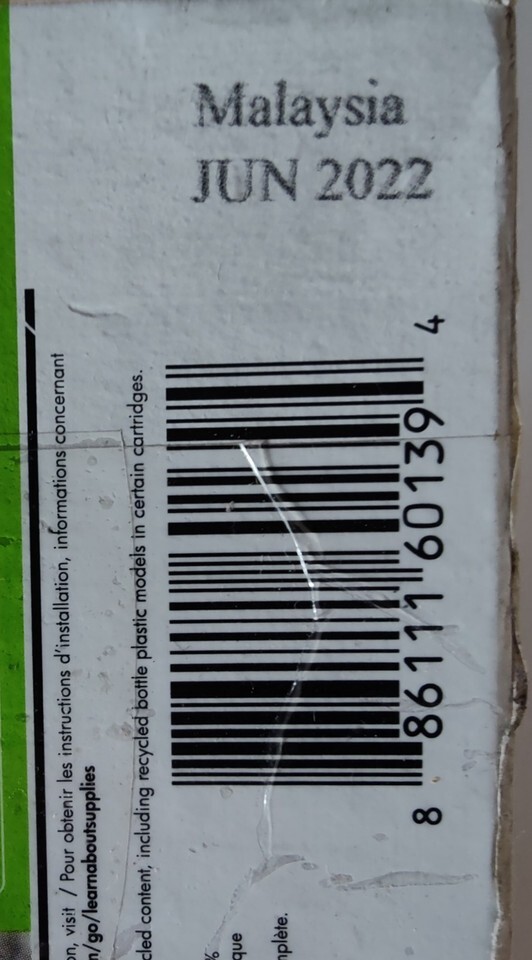 Malaysia
JUN 2022
on, visit / Pour obtenir les instructions d'installation, informations concernant
n/go/learnaboutsupplies
cled content, including recycled bottle plastic models in certain cartridges.
%
que
nplète.
8 86111 60139 4